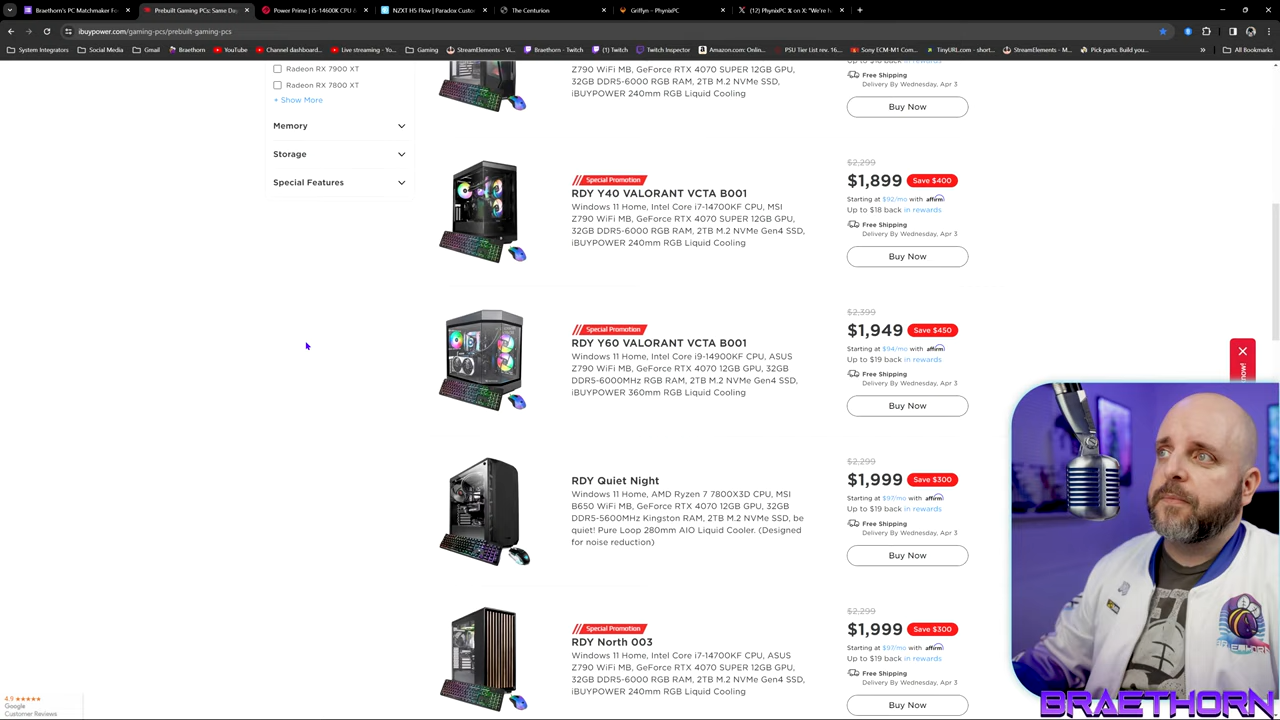 Braethorn's PC Matchmaker Fo
Prebuilt Gaming PCs: Same Da
Power Prime | i5-14600K CPU A
NZXT H5 Flow | Paradox Custom
The Centurion
Griffyn – PhynixPC
(12) PhynixPC on X: "We're h
ibuypower.com/gaming-pcs/prebuilt-gaming-pcs
System Integrators
Social Media
Gmail
Braethorn
YouTube
Channel dashboard...
Live streaming - Yo...
Gaming
StreamElements - Vi...
Braethorn - Twitch
(1) Twitch
Twitch Inspector
Amazon.com: Onlin...
PSU Tier List rev. 16...
Sony ECM-M1 Com...
TinyURL.com - short...
StreamElements - M...
Pick parts. Build you...
All Bookmarks
Radeon RX 7900 XT
Radeon RX 7800 XT
+ Show More
Memory
Storage
Special Features
Z790 WiFi MB, GeForce RTX 4070 SUPER 12GB GPU,
32GB DDR5-6000 RGB RAM, 2TB M.2 NVMe SSD,
iBUYPOWER 240mm RGB Liquid Cooling
Up to $18 back in rewards
Free Shipping
Delivery By Wednesday, Apr 3
Buy Now
Special Promotion
RDY Y40 VALORANT VCTA B001
Windows 11 Home, Intel Core i7-14700KF CPU, MSI
Z790 WiFi MB, GeForce RTX 4070 SUPER 12GB GPU,
32GB DDR5-6000 RGB RAM, 2TB M.2 NVMe Gen4 SSD,
iBUYPOWER 240mm RGB Liquid Cooling
$2,299
$1,899 Save $400
Starting at $92/mo with affirm
Up to $18 back in rewards
Free Shipping
Delivery By Wednesday, Apr 3
Buy Now
Special Promotion
RDY Y60 VALORANT VCTA B001
Windows 11 Home, Intel Core i9-14900KF CPU, ASUS
Z790 WiFi MB, GeForce RTX 4070 12GB GPU, 32GB
DDR5-6000MHz RGB RAM, 2TB M.2 NVMe Gen4 SSD,
iBUYPOWER 360mm RGB Liquid Cooling
$2,399
$1,949 Save $450
Starting at $94/mo with affirm
Up to $19 back in rewards
Free Shipping
Delivery By Wednesday, Apr 3
Buy Now
RDY Quiet Night
Windows 11 Home, AMD Ryzen 7 7800X3D CPU, MSI
B650 WiFi MB, GeForce RTX 4070 12GB GPU, 32GB
DDR5-5600MHz Kingston RAM, 2TB M.2 NVMe SSD, be
quiet! Pure Loop 280mm AIO Liquid Cooler. (Designed
for noise reduction)
$2,299
$1,999 Save $300
Starting at $97/mo with affirm
Up to $19 back in rewards
Free Shipping
Delivery By Wednesday, Apr 3
Buy Now
Special Promotion
RDY North 003
Windows 11 Home, Intel Core i7-14700KF CPU, ASUS
Z790 WiFi MB, GeForce RTX 4070 SUPER 12GB GPU,
32GB DDR5-6000 RGB RAM, 2TB M.2 NVMe Gen4 SSD,
iBUYPOWER 240mm RGB Liquid Cooling
$2,299
$1,999 Save $300
Starting at $97/mo with affirm
Up to $19 back in rewards
Free Shipping
Delivery By Wednesday, Apr 3
Buy Now
4.5 ★★★★★
Google
Customer Reviews
BRAETHORN